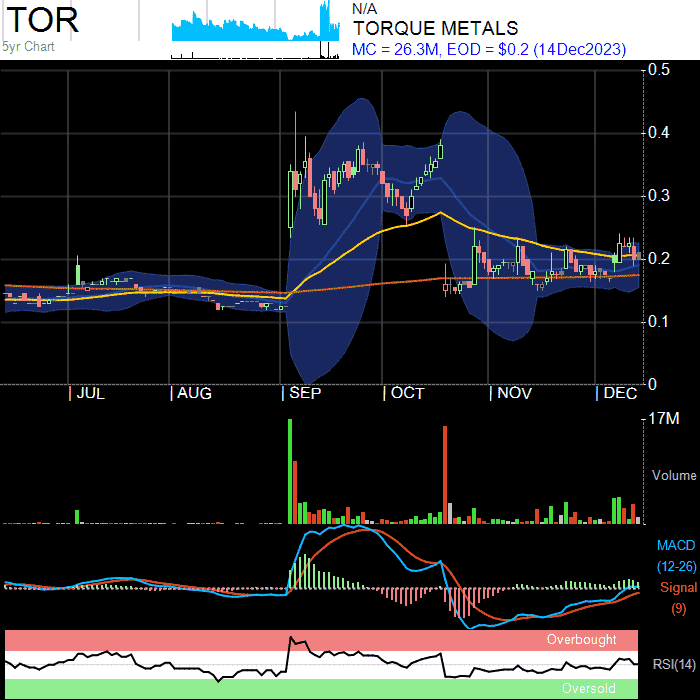 TOR
5yr Chart
N/A
TORQUE METALS
MC = 26.3M, EOD = $0.2 (14Dec2023)
0.5
0.4
0.3
0.2
0.1
0
JUL
AUG
SEP
OCT
NOV
DEC
17M
Volume
MACD
(12-26)
Signal
(9)
Overbought
RSI(14)
Oversold